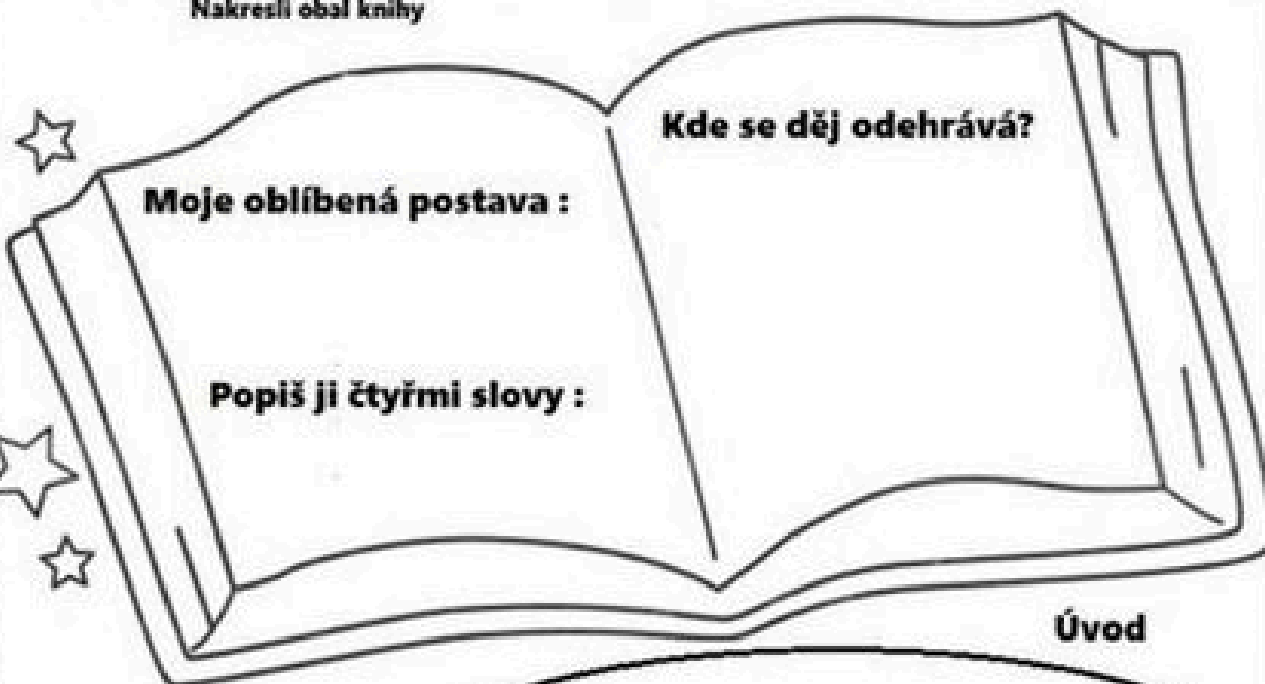 Nakresli obal knihy
Moje oblíbená postava :
Popiš ji čtyřmi slovy :
Kde se děj odehrává?
Úvod